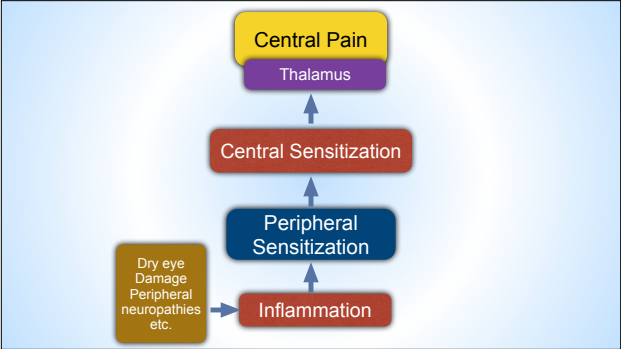 Central Pain
Thalamus
Central Sensitization
Peripheral
Sensitization
Dry eye
Damage
Peripheral
neuropathies
etc.
Inflammation